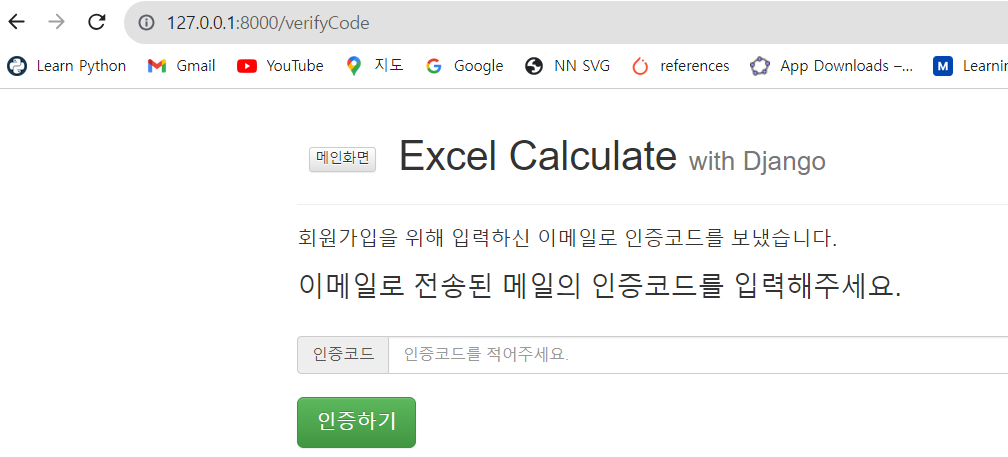 127.0.0.1:8000/verifyCode
Learn Python Gmail YouTube 지도 Google NN SVG references App Downloads –... M Learnin
메인화면 Excel Calculate with Django
회원가입을 위해 입력하신 이메일로 인증코드를 보냈습니다.
이메일로 전송된 메일의 인증코드를 입력해주세요.
인증코드 인증코드를 적어주세요.
인증하기